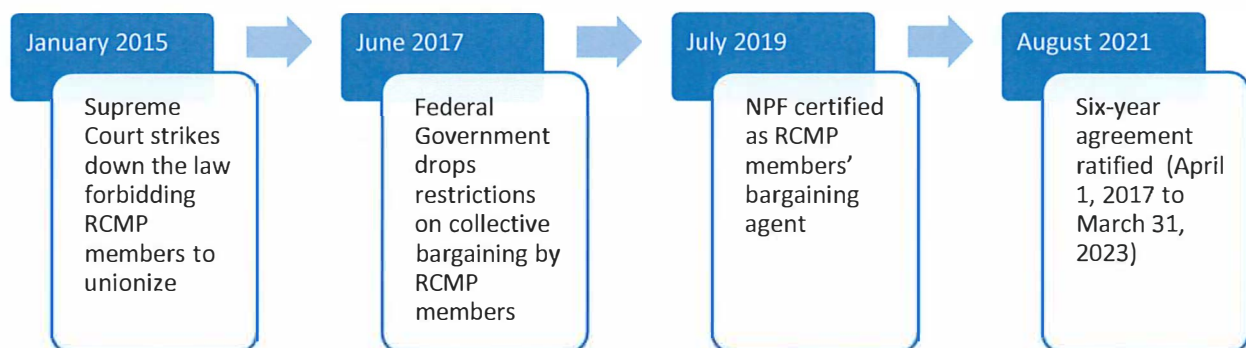 January 2015
Supreme
Court strikes
down the law
forbidding
RCMP
members to
unionize
June 2017
Federal
Government
drops
restrictions
on collective
bargaining by
RCMP
members
July 2019
NPF certified
as RCMP
members’
bargaining
agent
August 2021
Six-year
agreement
ratified (April
1, 2017 to
March 31,
2023)